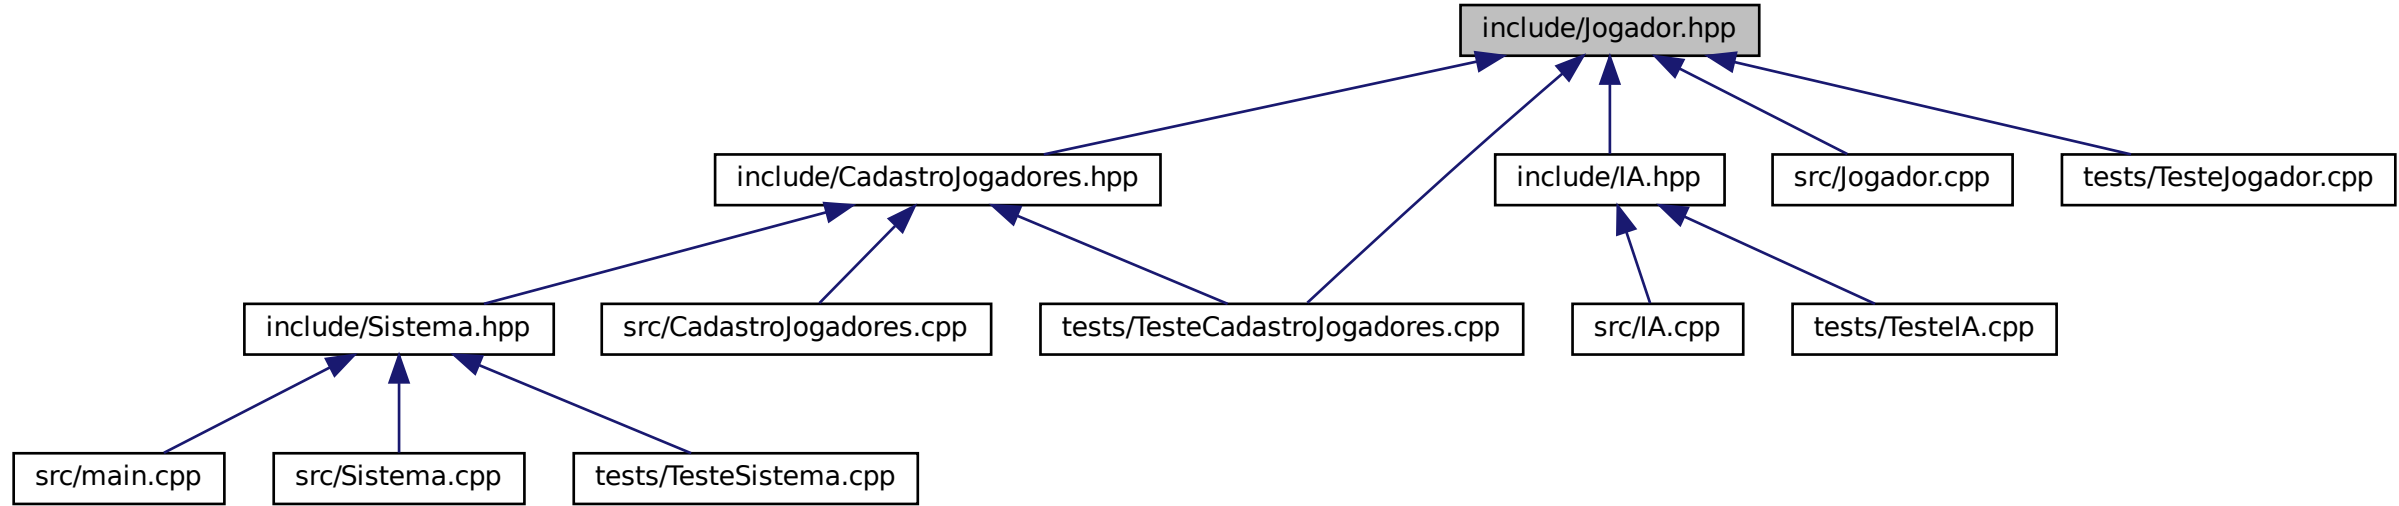 include/Jogador.hpp
include/CadastroJogadores.hpp
include/IA.hpp
src/Jogador.cpp
tests/TesteJogador.cpp
include/Sistema.hpp
src/CadastroJogadores.cpp
tests/TesteCadastroJogadores.cpp
src/IA.cpp
tests/TesteIA.cpp
src/main.cpp
src/Sistema.cpp
tests/TesteSistema.cpp